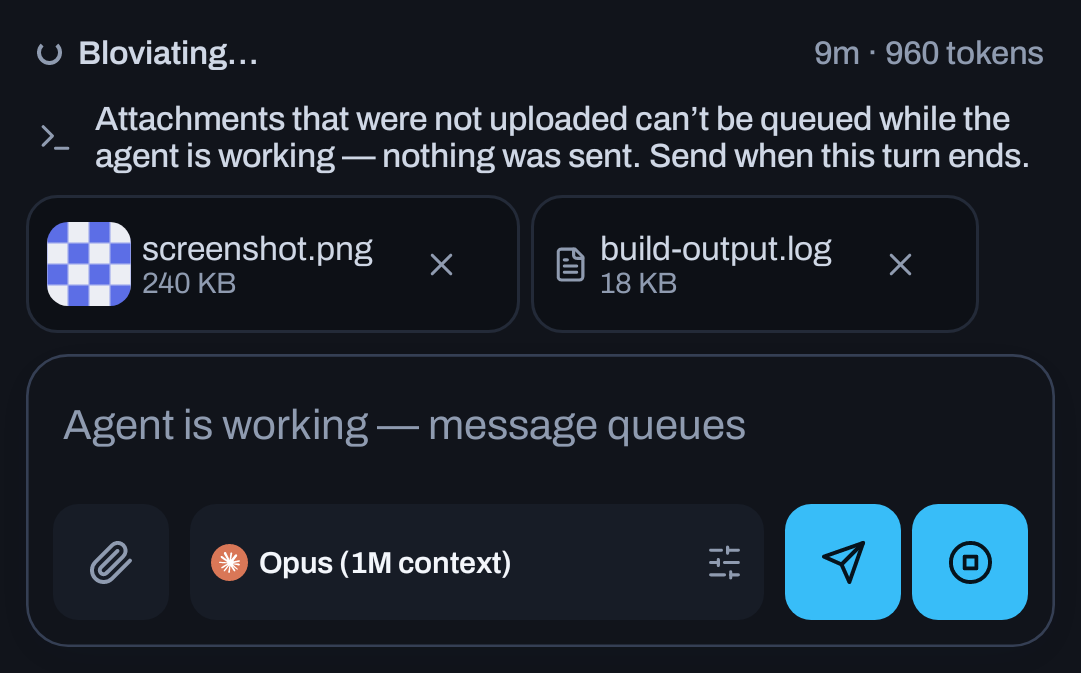 Bloviating...
9m · 960 tokens
Attachments that were not uploaded can’t be queued while the
agent is working — nothing was sent. Send when this turn ends.
screenshot.png
240 KB
build-output.log
18 KB
Agent is working — message queues
Opus (1M context)